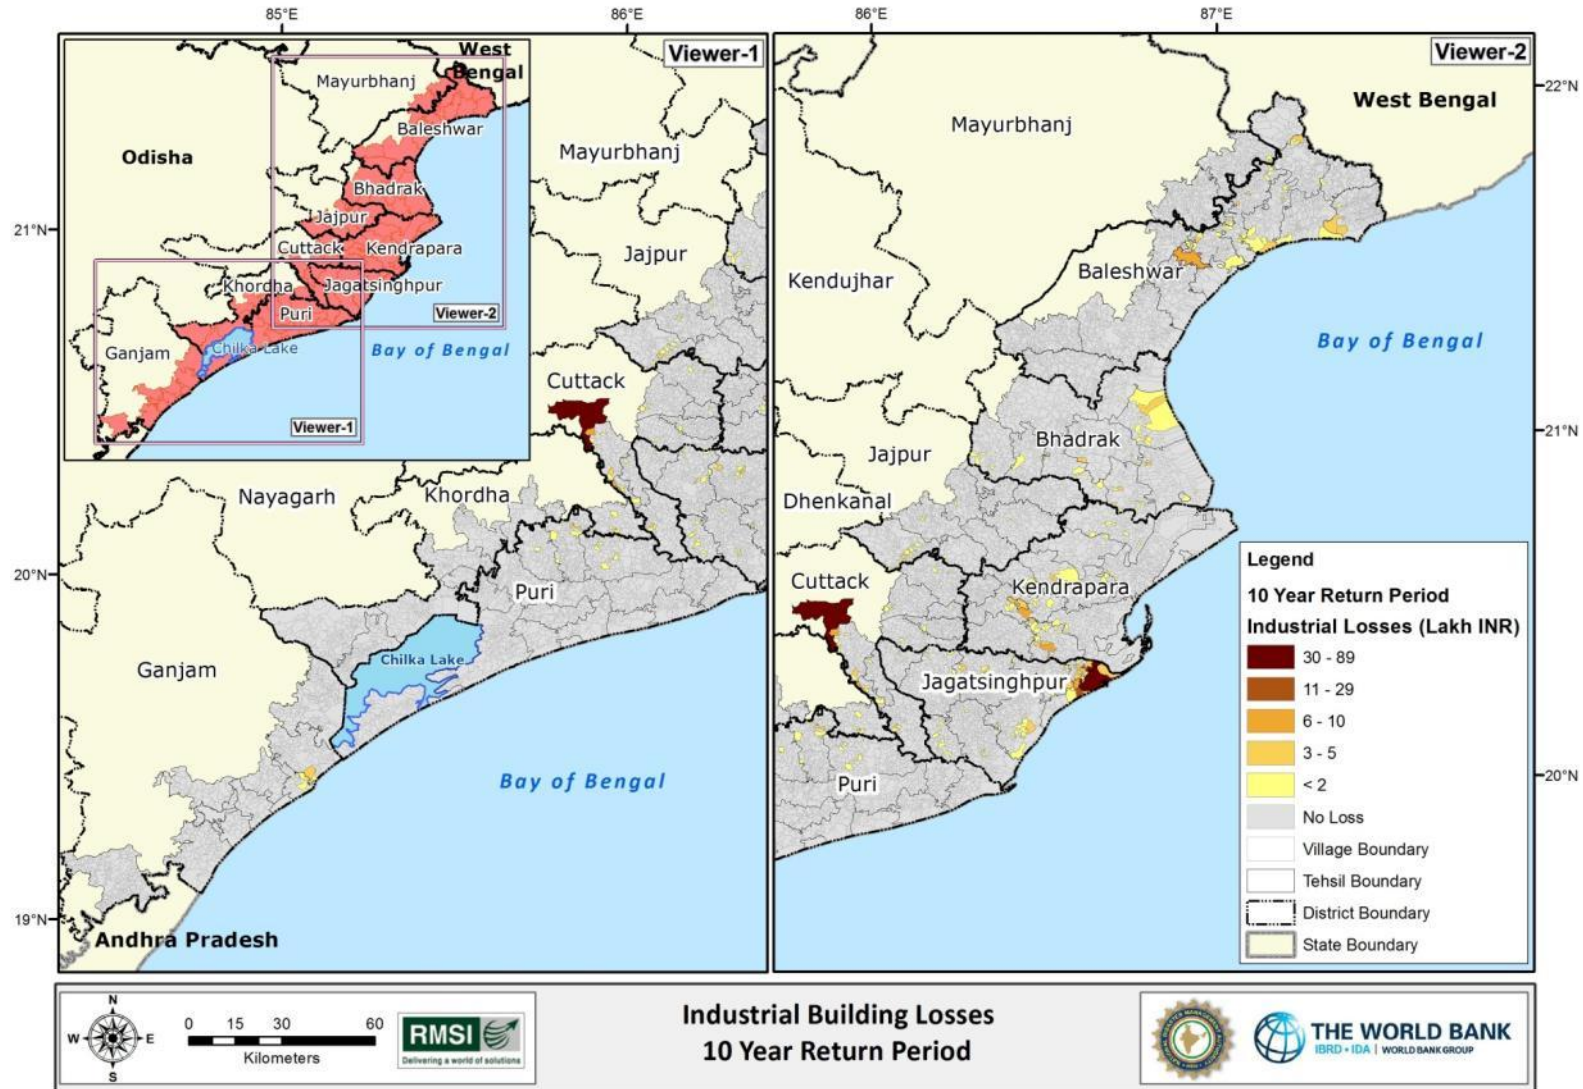 85°E
86°E
86°E
87°E
22°N
21°N
20°N
19°N
21°N
20°N
Viewer-1
West
Bengal
Mayurbhanj
Baleshwar
Odisha
Bhadrak
Jajpur
Cuttack
Kendrapara
Khordha
Jagatsinghpur
Puri
Viewer-2
Ganjam
Chilka Lake
Bay of Bengal
Viewer-1
Mayurbhanj
Jajpur
Cuttack
Nayagarh
Khordha
Puri
Ganjam
Chilka Lake
Bay of Bengal
Andhra Pradesh
Viewer-2
West Bengal
Mayurbhanj
Kendujhar
Baleshwar
Bay of Bengal
Bhadrak
Jajpur
Dhenkanal
Cuttack
Kendrapara
Jagatsinghpur
Puri
Legend
10 Year Return Period
Industrial Losses (Lakh INR)
30 - 89
11 - 29
6 - 10
3 - 5
< 2
No Loss
Village Boundary
Tehsil Boundary
District Boundary
State Boundary
N
W
E
S
0 15 30 60
Kilometers
RMSI
Delivering a world of solutions
Industrial Building Losses
10 Year Return Period
THE WORLD BANK
IBRD • IDA | WORLD BANK GROUP